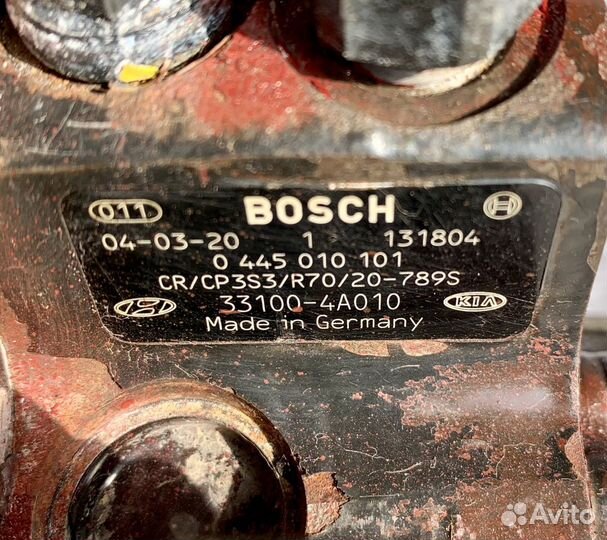 011 BOSCH
04-03-20 1 131804
0 445 010 101
CR/CP3S3/R70/20-789S
33100-4A010 KIA
Made in Germany
Avito